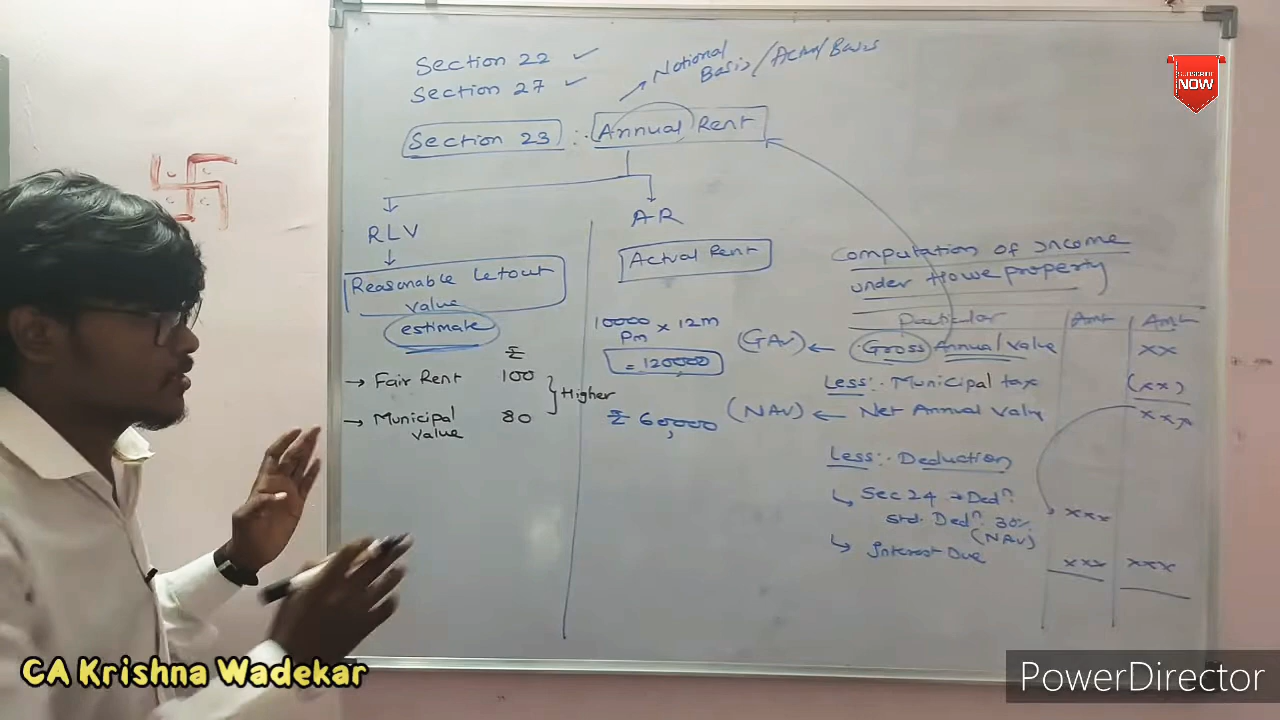 Section 22 ✓
Section 27 ✓
Notional
Basis / Actual Basis
Section 23 :. Annual Rent
RLV
AR
Reasonable letout
value
estimate
Actual Rent
₹
→ Fair Rent 100
→ Municipal 80
value
} Higher
10000 × 12m
Pm
= 120000
₹ 60,000
Computation of Income
under House property
Particular Amt Amt
(GAV) ← Gross Annual value xx
Less:. Municipal tax (xx)
(NAV) ← Net Annual value xxx
Less:. Deduction
↳ Sec 24 → Dedn.
std. Dedn. 30% xxx
(NAV)
↳ Interest Due xxx xxx
SUBSCRIBE
NOW
CA Krishna Wadekar
PowerDirector